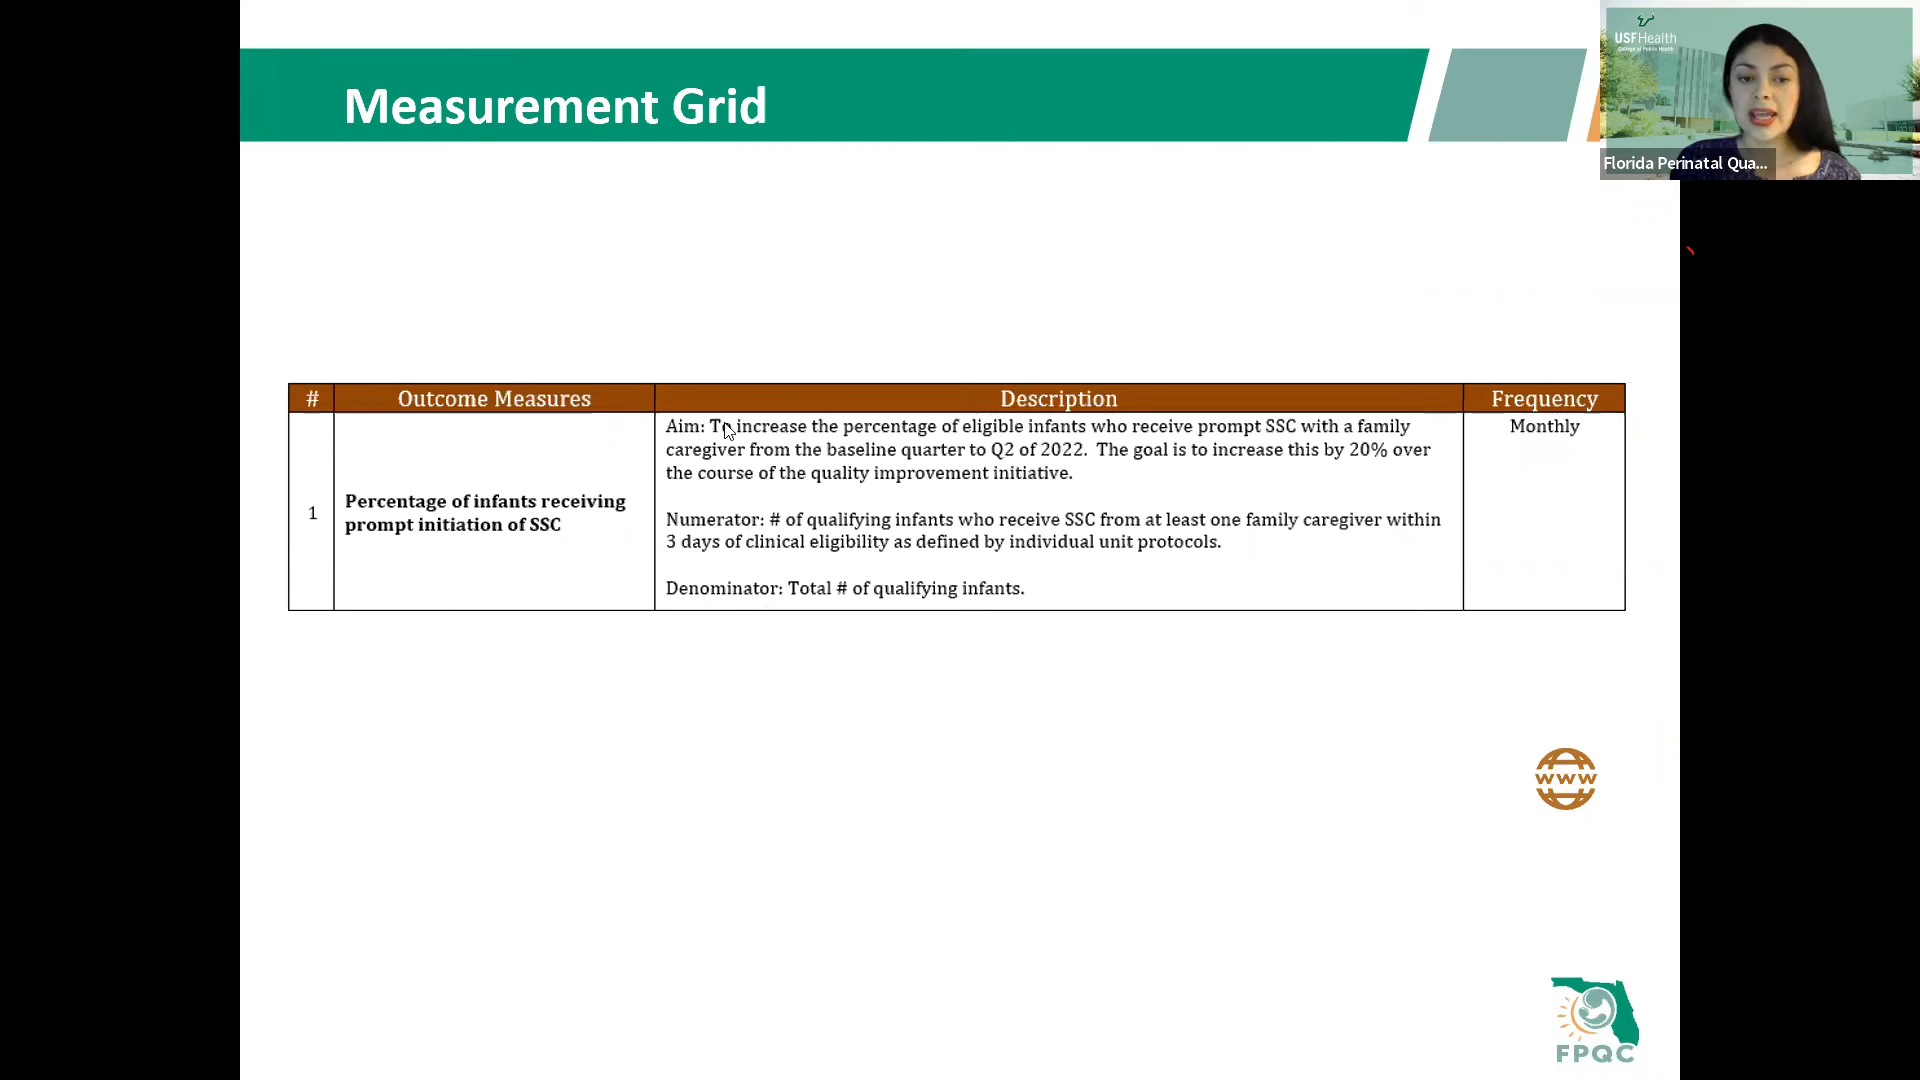 Measurement Grid
USFHealth
College of Public Health
Florida Perinatal Qua...
# Outcome Measures Description Frequency
1
Percentage of infants receiving
prompt initiation of SSC
Aim: To increase the percentage of eligible infants who receive prompt SSC with a family
caregiver from the baseline quarter to Q2 of 2022. The goal is to increase this by 20% over
the course of the quality improvement initiative.
Numerator: # of qualifying infants who receive SSC from at least one family caregiver within
3 days of clinical eligibility as defined by individual unit protocols.
Denominator: Total # of qualifying infants.
Monthly
www
FPQC